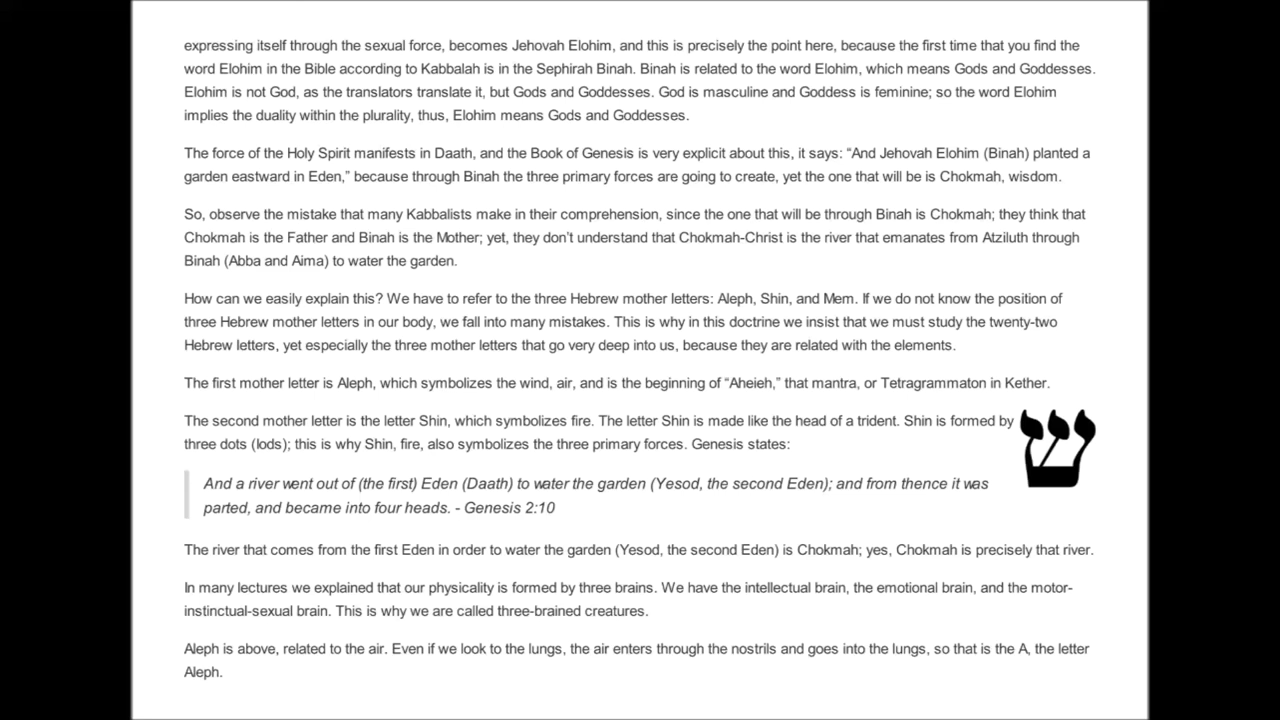 expressing itself through the sexual force, becomes Jehovah Elohim, and this is precisely the point here, because the first time that you find the
word Elohim in the Bible according to Kabbalah is in the Sephirah Binah. Binah is related to the word Elohim, which means Gods and Goddesses.
Elohim is not God, as the translators translate it, but Gods and Goddesses. God is masculine and Goddess is feminine; so the word Elohim
implies the duality within the plurality, thus, Elohim means Gods and Goddesses.
The force of the Holy Spirit manifests in Daath, and the Book of Genesis is very explicit about this, it says: “And Jehovah Elohim (Binah) planted a
garden eastward in Eden,” because through Binah the three primary forces are going to create, yet the one that will be is Chokmah, wisdom.
So, observe the mistake that many Kabbalists make in their comprehension, since the one that will be through Binah is Chokmah; they think that
Chokmah is the Father and Binah is the Mother; yet, they don’t understand that Chokmah-Christ is the river that emanates from Atziluth through
Binah (Abba and Aima) to water the garden.
How can we easily explain this? We have to refer to the three Hebrew mother letters: Aleph, Shin, and Mem. If we do not know the position of
three Hebrew mother letters in our body, we fall into many mistakes. This is why in this doctrine we insist that we must study the twenty-two
Hebrew letters, yet especially the three mother letters that go very deep into us, because they are related with the elements.
The first mother letter is Aleph, which symbolizes the wind, air, and is the beginning of “Aheieh,” that mantra, or Tetragrammaton in Kether.
The second mother letter is the letter Shin, which symbolizes fire. The letter Shin is made like the head of a trident. Shin is formed by
three dots (Iods); this is why Shin, fire, also symbolizes the three primary forces. Genesis states:
ש
And a river went out of (the first) Eden (Daath) to water the garden (Yesod, the second Eden); and from thence it was
parted, and became into four heads. - Genesis 2:10
The river that comes from the first Eden in order to water the garden (Yesod, the second Eden) is Chokmah; yes, Chokmah is precisely that river.
In many lectures we explained that our physicality is formed by three brains. We have the intellectual brain, the emotional brain, and the motor-
instinctual-sexual brain. This is why we are called three-brained creatures.
Aleph is above, related to the air. Even if we look to the lungs, the air enters through the nostrils and goes into the lungs, so that is the A, the letter
Aleph.